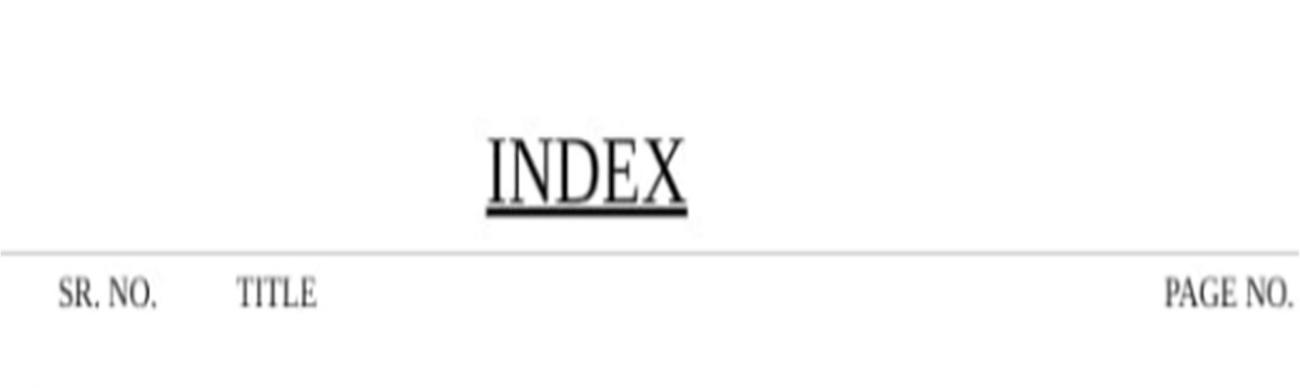 INDEX
SR. NO. TITLE PAGE NO.